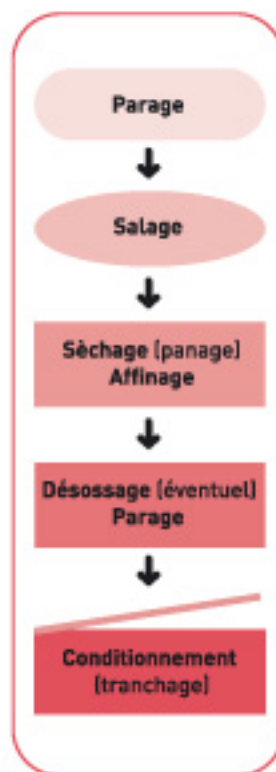 Parage
Salage
Sèchage (panage)
Affinage
Désossage (éventuel)
Parage
Conditionnement
(tranchage)